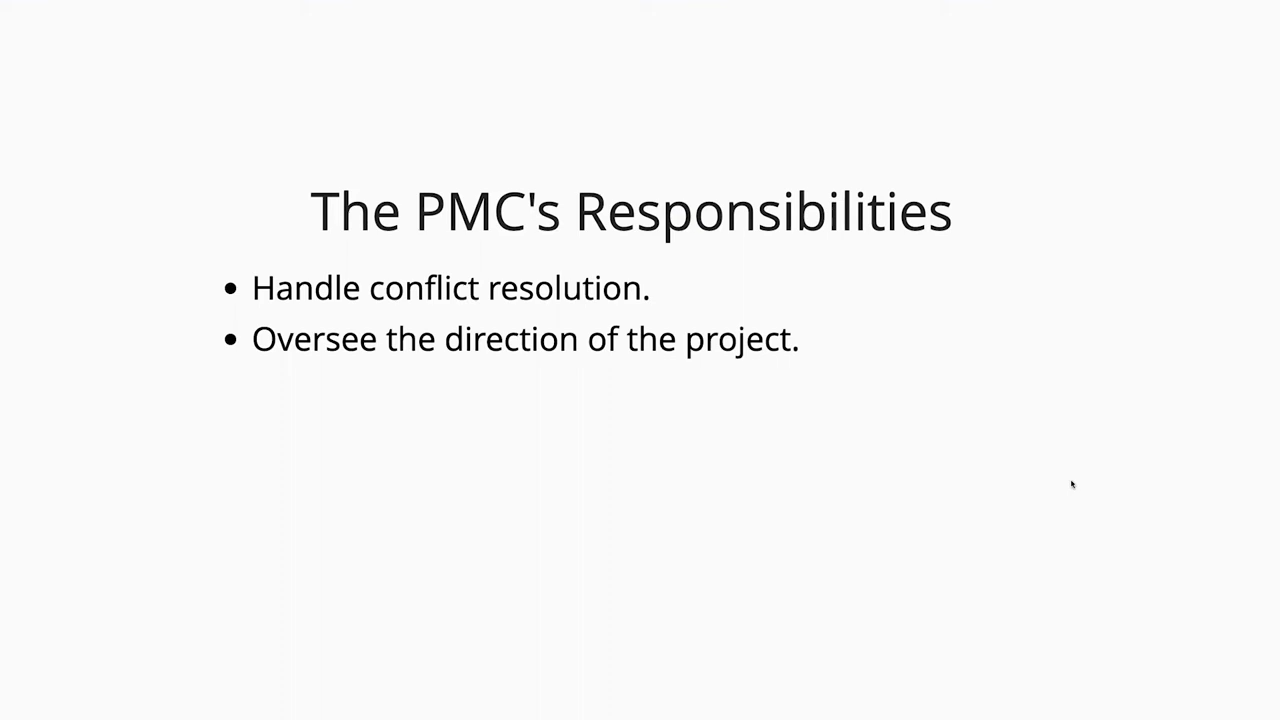 The PMC's Responsibilities
• Handle conflict resolution.
• Oversee the direction of the project.